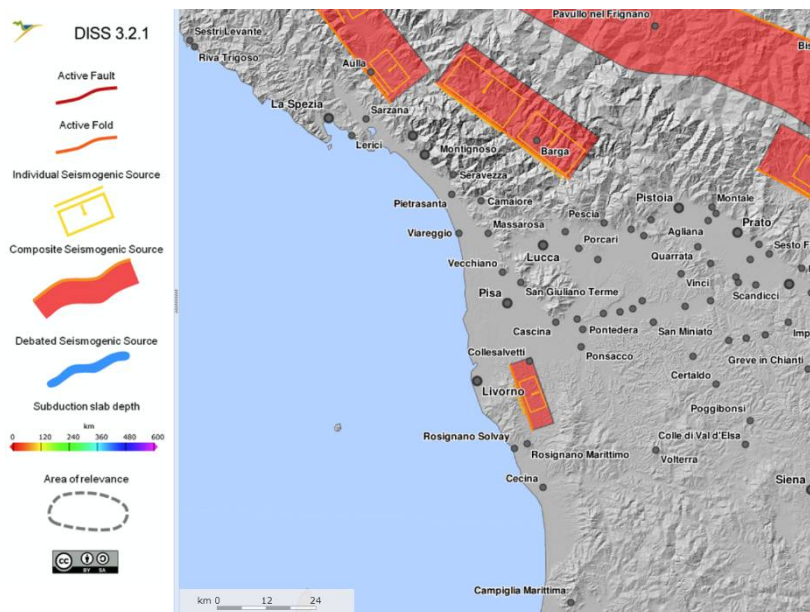 DISS 3.2.1
Active Fault
Active Fold
Individual Seismogenic Source
Composite Seismogenic Source
Debated Seismogenic Source
Subduction slab depth
km
0 120 240 360 480 600
Area of relevance
CC BY SA
Pavullo nel Frignano
Sestri Levante
Riva Trigoso
Aulla
La Spezia
Sarzana
Lerici
Montignoso
Barga
Seravezza
Pietrasanta
Camaiore
Pistoia
Montale
Pescia
Prato
Viareggio
Massarosa
Agliana
Porcari
Lucca
Quarrata
Sesto F
Vecchiano
San Giuliano Terme
Vinci
Scandicci
Pisa
Cascina
Pontedera
San Miniato
Imp
Collesalvetti
Ponsacco
Greve in Chianti
Certaldo
Livorno
Poggibonsi
Rosignano Solvay
Rosignano Marittimo
Colle di Val d'Elsa
Volterra
Cecina
Siena
km 0 12 24
Campiglia Marittima